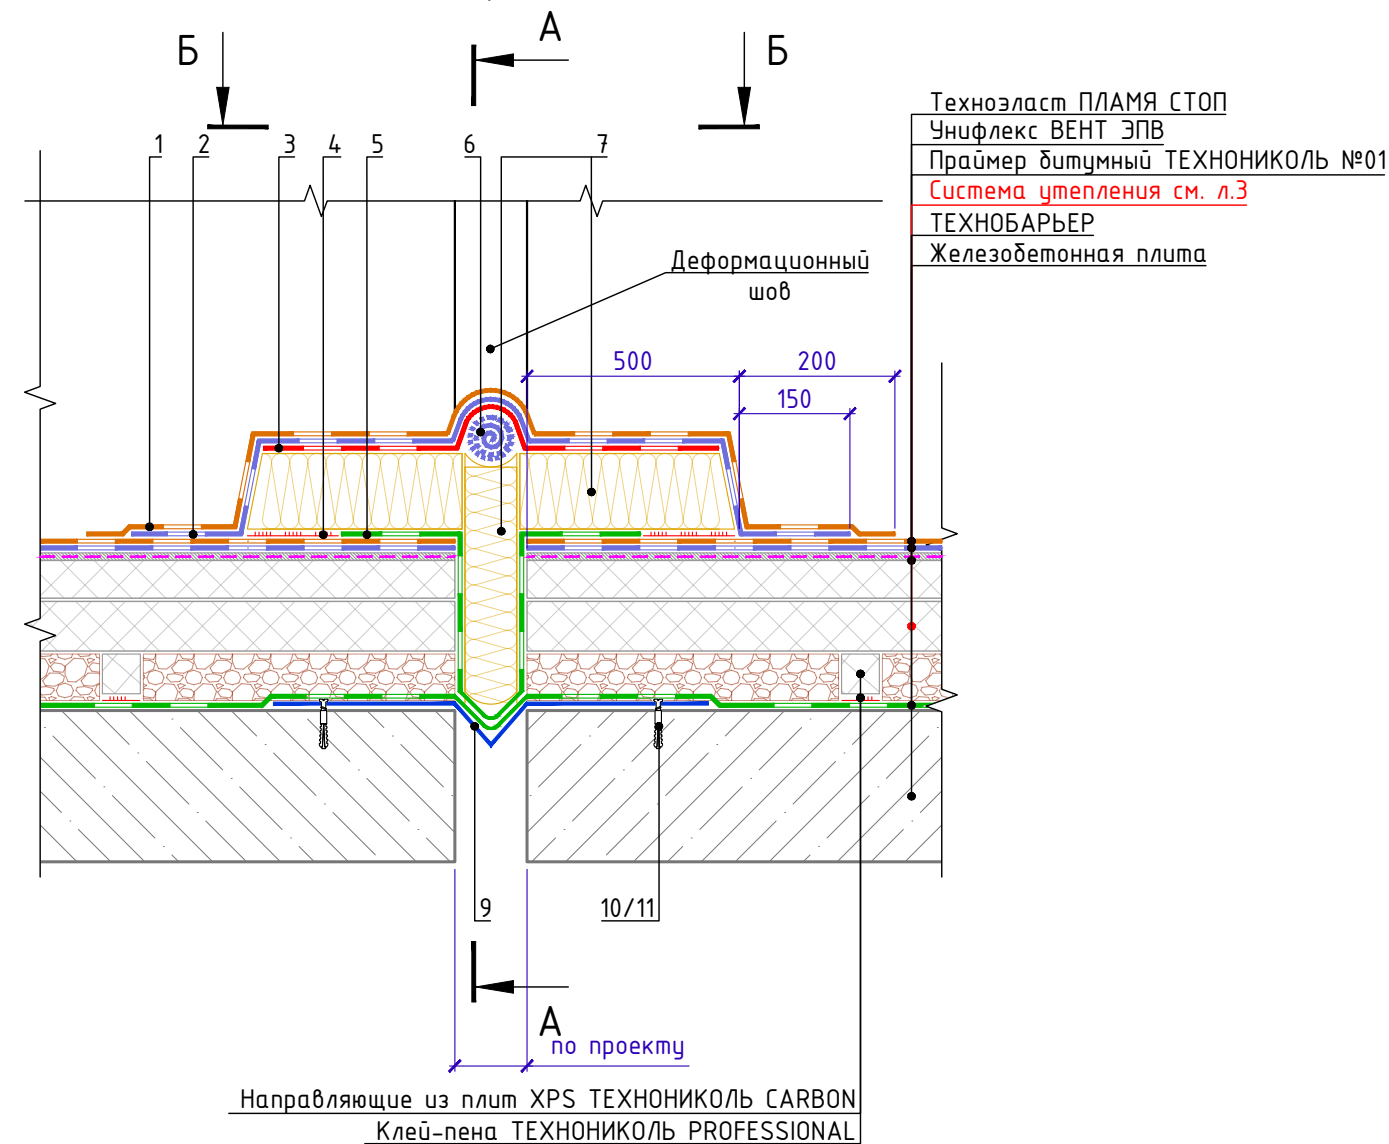 А
Б
Б
Техноэласт ПЛАМЯ СТОП
Унифлекс ВЕНТ ЭПВ
Праймер битумный ТЕХНОНИКОЛЬ №01
Система утепления см. л.3
ТЕХНОБАРЬЕР
Железобетонная плита
1 2 3 4 5 6 7
Деформационный
шов
500 200
150
9 10/11
А
по проекту
Направляющие из плит XPS ТЕХНОНИКОЛЬ CARBON
Клей-пена ТЕХНОНИКОЛЬ PROFESSIONAL